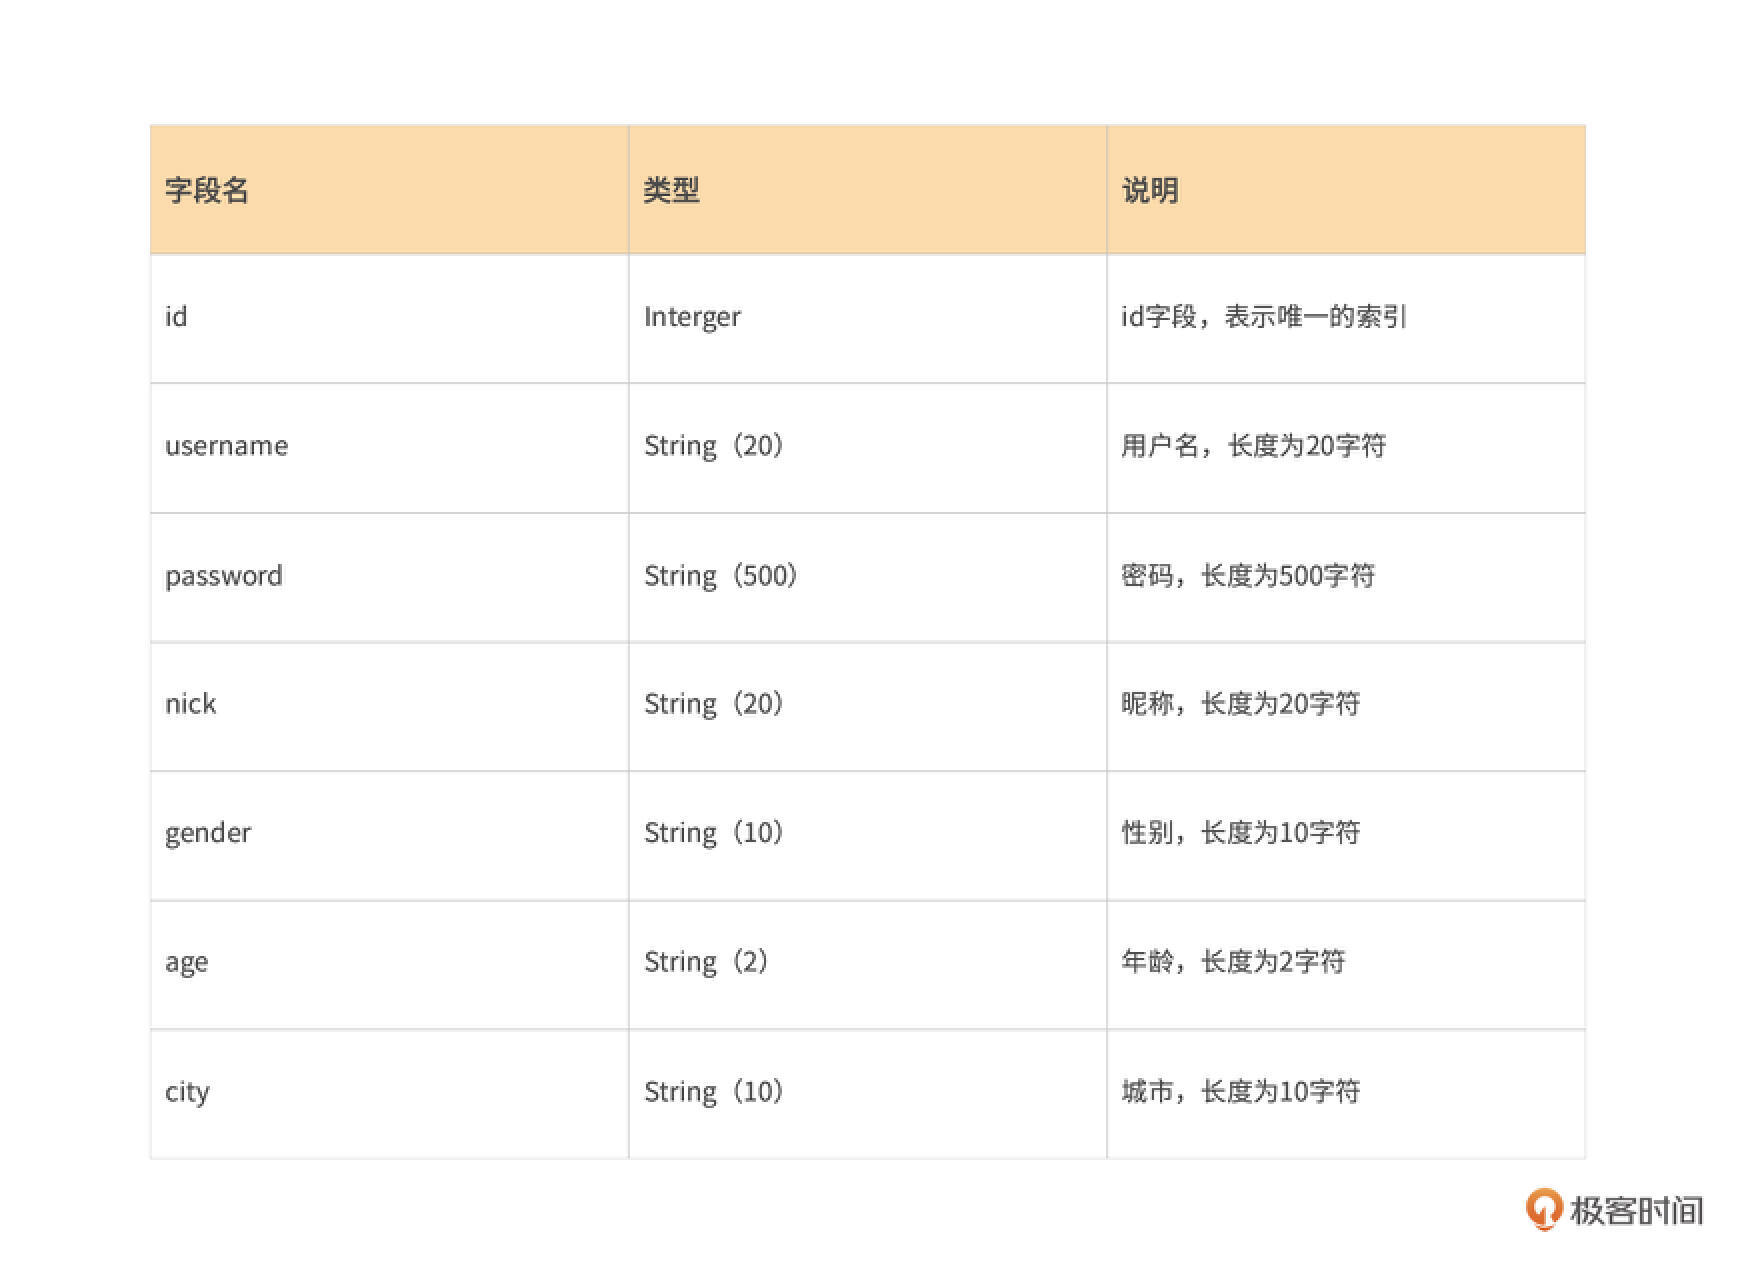 字段名 类型 说明
id Interger id字段，表示唯一的索引
username String（20） 用户名，长度为20字符
password String（500） 密码，长度为500字符
nick String（20） 昵称，长度为20字符
gender String（10） 性别，长度为10字符
age String（2） 年龄，长度为2字符
city String（10） 城市，长度为10字符
极客时间